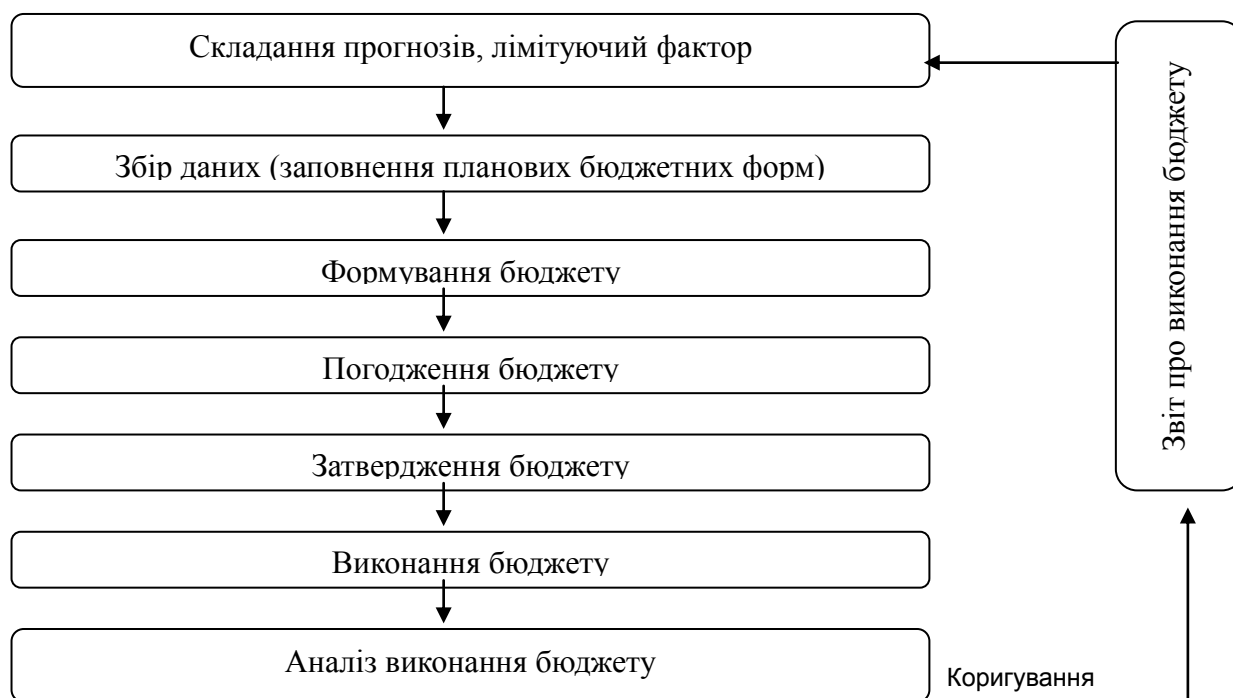 Складання прогнозів, лімітуючий фактор
Збір даних (заповнення планових бюджетних форм)
Формування бюджету
Погодження бюджету
Затвердження бюджету
Виконання бюджету
Аналіз виконання бюджету
Коригування
Звіт про виконання бюджету